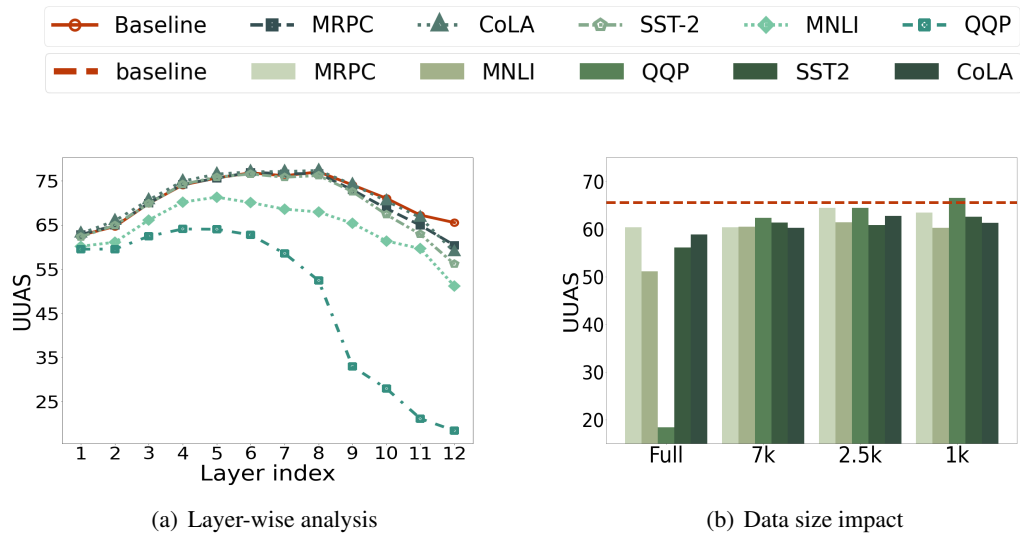 Baseline MRPC CoLA SST-2 MNLI QQP
baseline MRPC MNLI QQP SST2 CoLA
UUAS
75
65
55
45
35
25
1 2 3 4 5 6 7 8 9 10 11 12
Layer index
(a) Layer-wise analysis
UUAS
70
60
50
40
30
20
Full 7k 2.5k 1k
(b) Data size impact